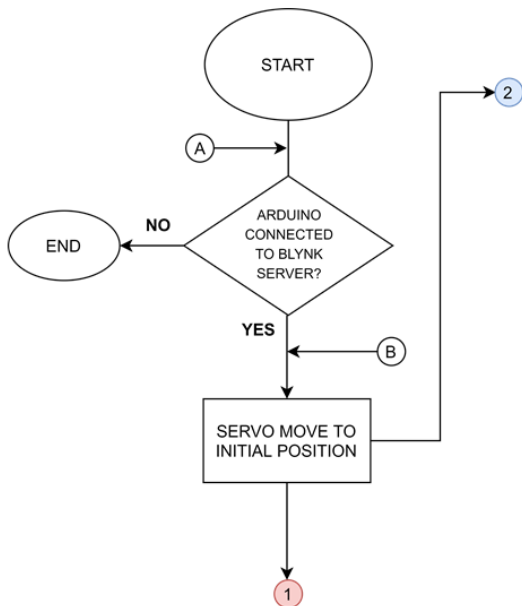 START
2
A
ARDUINO
CONNECTED
TO BLYNK
SERVER?
NO
END
YES
B
SERVO MOVE TO
INITIAL POSITION
1